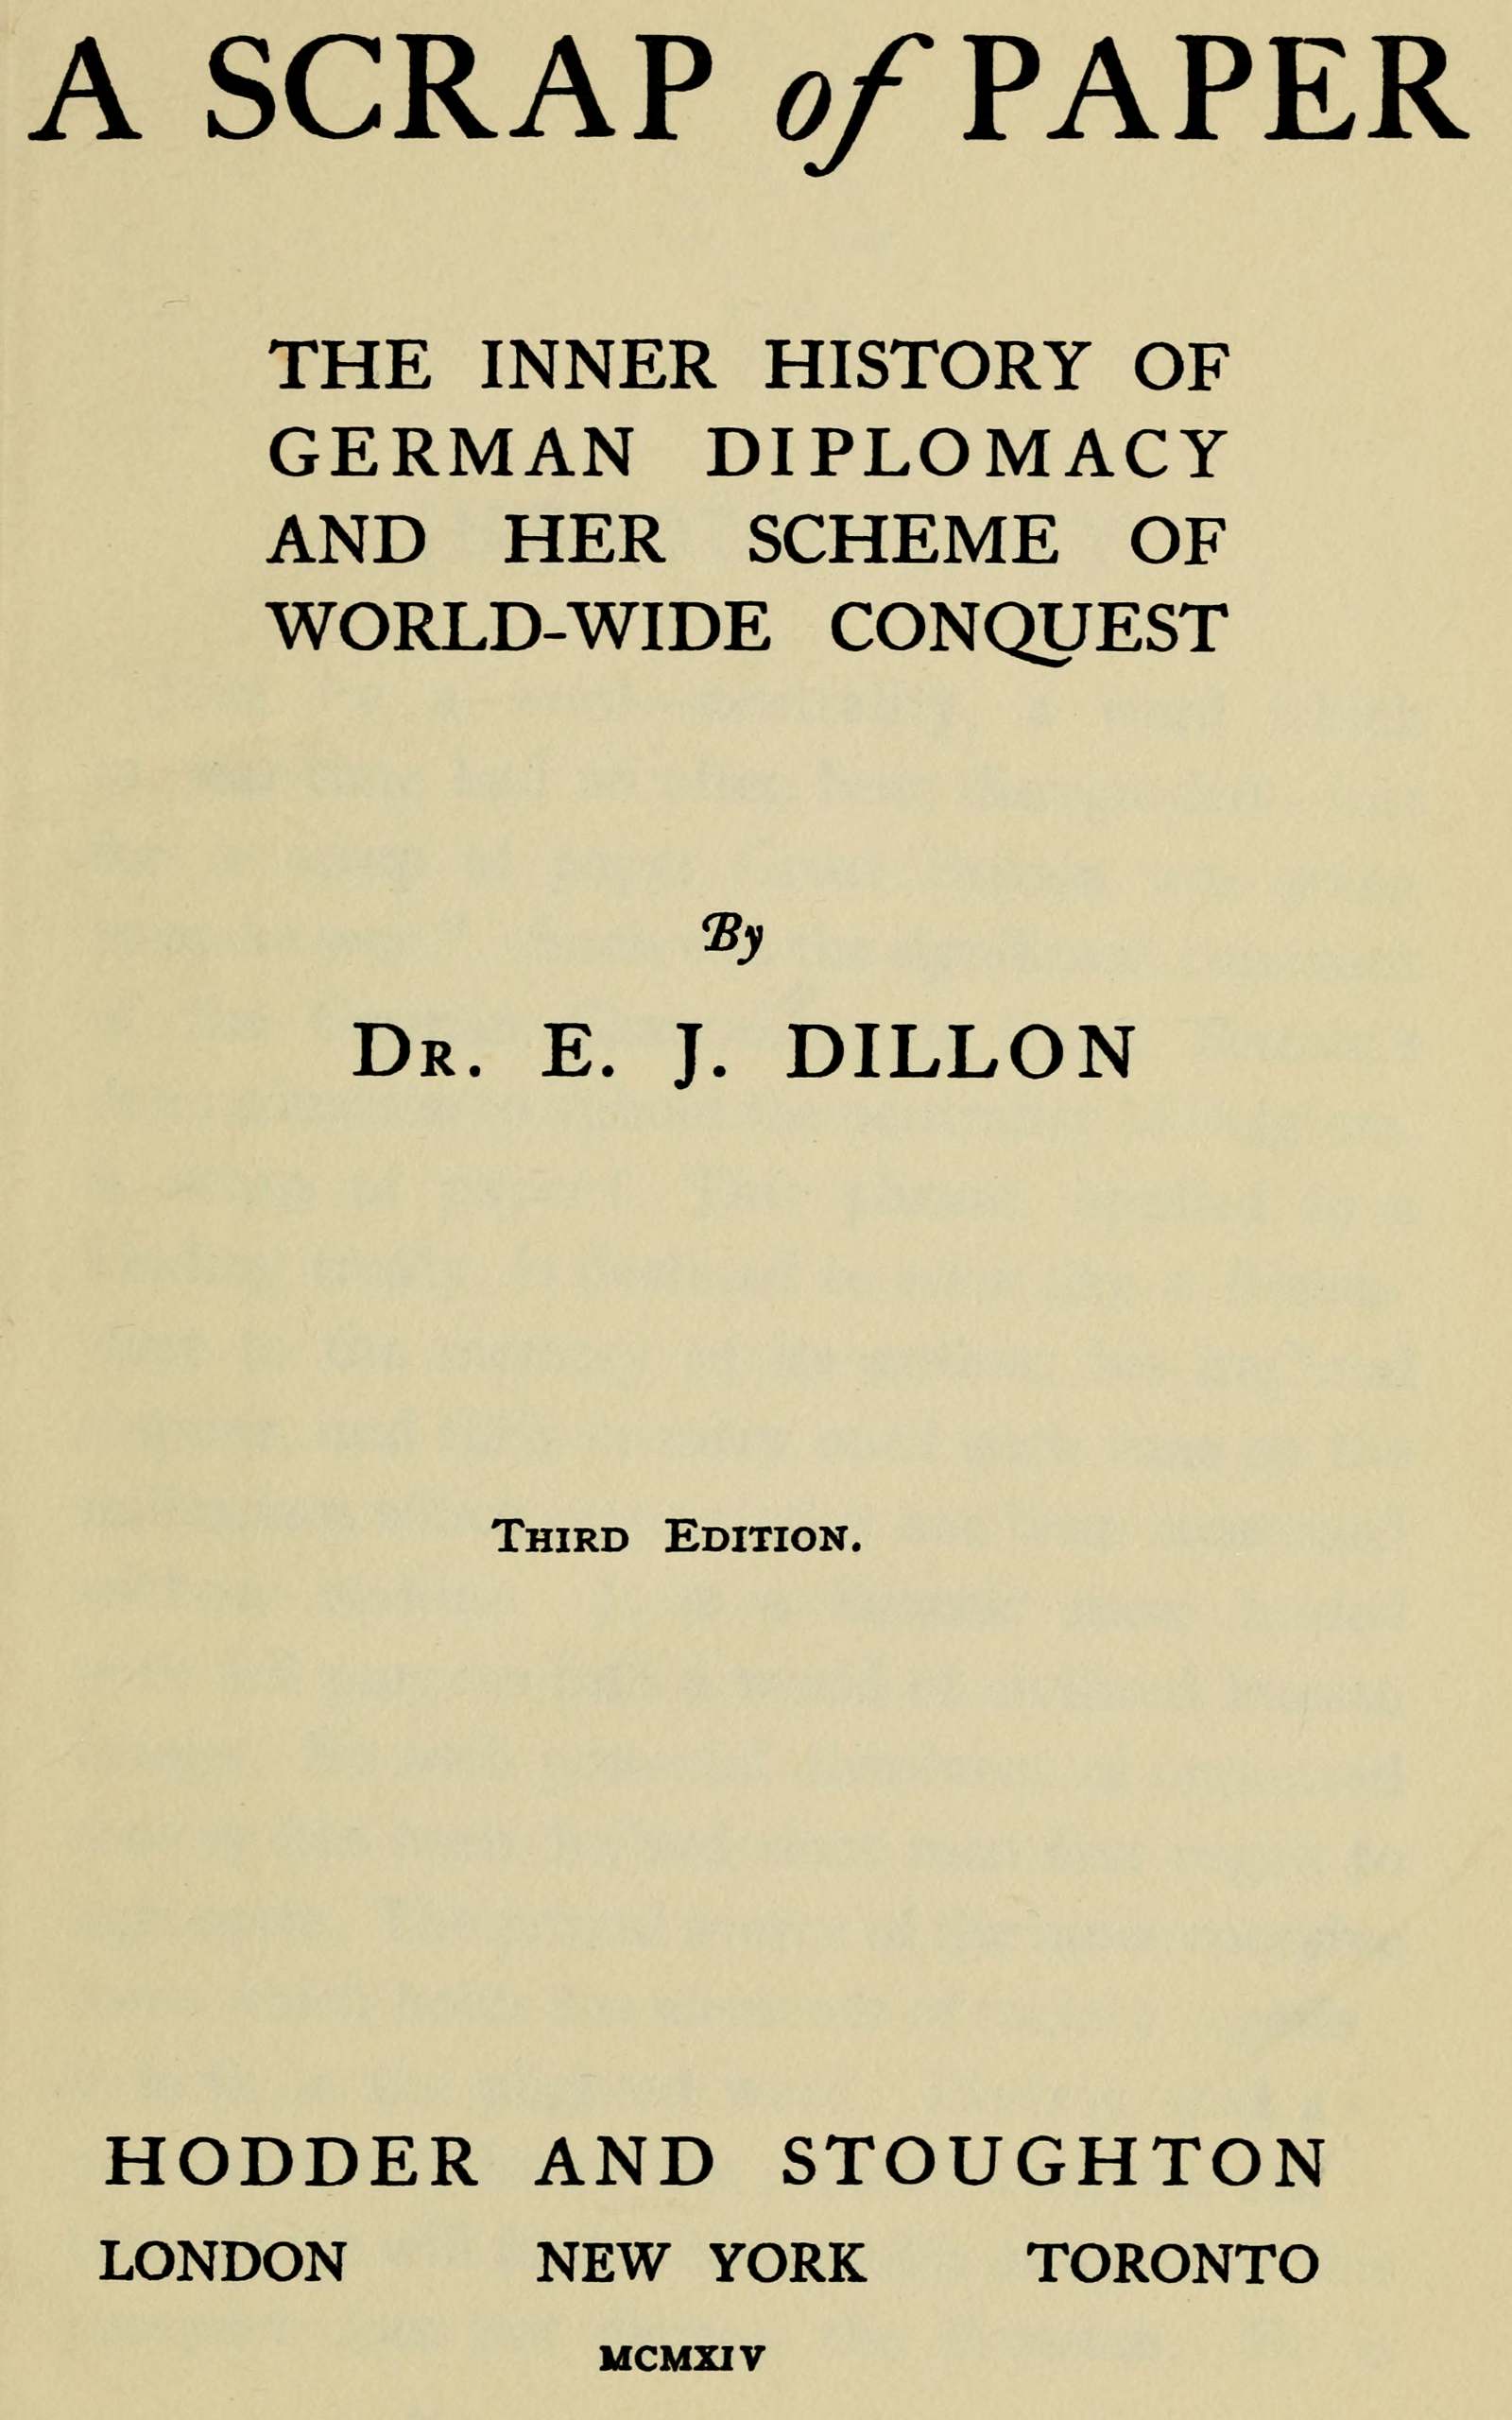 A SCRAP of PAPER
THE INNER HISTORY OF
GERMAN DIPLOMACY
AND HER SCHEME OF
WORLD-WIDE CONQUEST
By
DR. E. J. DILLON
THIRD EDITION.
HODDER AND STOUGHTON
LONDON NEW YORK TORONTO
MCMXIV